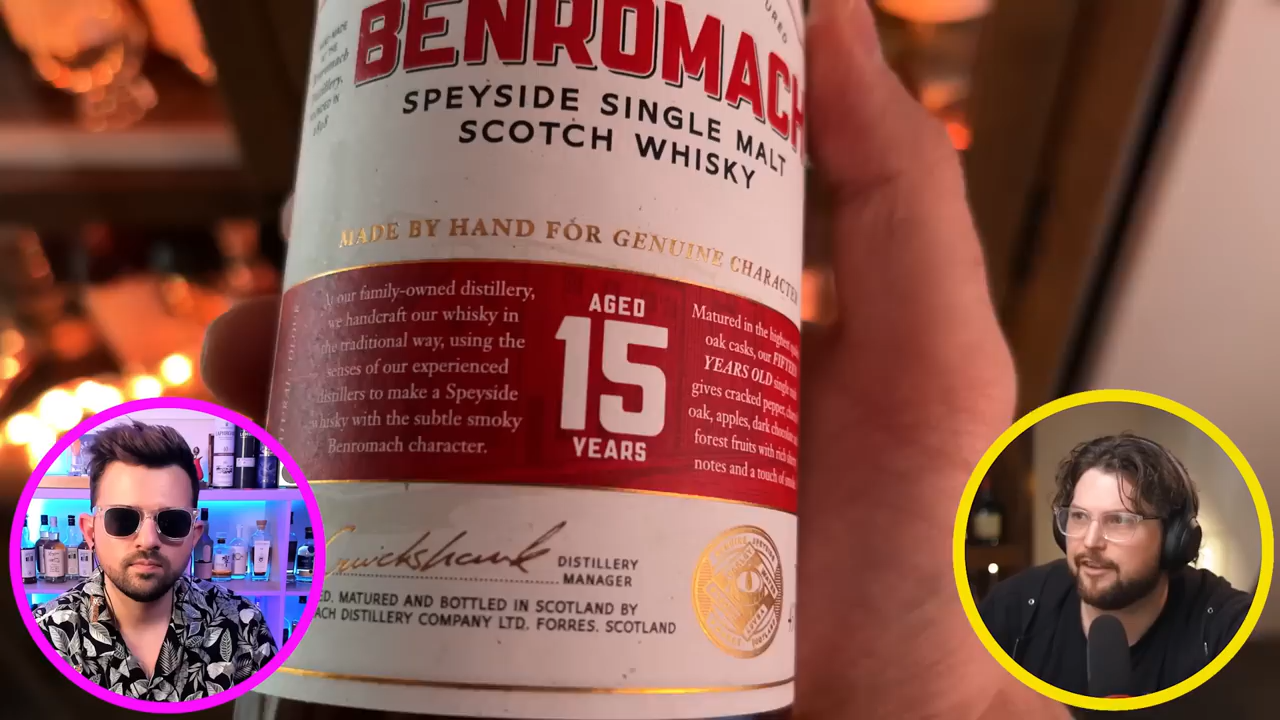 BENROMACH
SPEYSIDE SINGLE MALT
SCOTCH WHISKY
MADE BY HAND FOR GENUINE CHARACTER
our family-owned distillery,
we handcraft our whisky in
the traditional way, using the
senses of our experienced
distillers to make a Speyside
whisky with the subtle smoky
Benromach character.
AGED
15
YEARS
Matured in the highest
oak casks, our
YEARS OLD single
gives cracked pepper,
oak, apples, dark chocolate
forest fruits with rich
notes and a touch of
DISTILLERY
MANAGER
MATURED AND BOTTLED IN SCOTLAND BY
DISTILLERY COMPANY LTD. FORRES. SCOTLAND